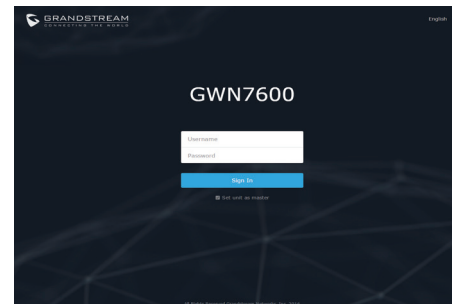 GRANDSTREAM
CONNECTING THE WORLD
English
GWN7600
Username
Password
Sign in
Set unit as master